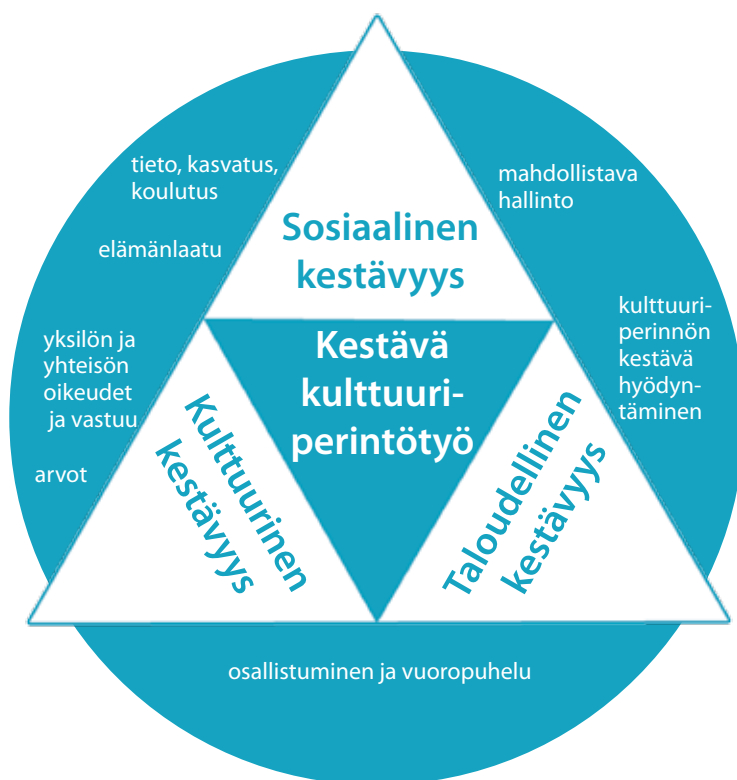 tieto, kasvatus,
koulutus
elämänlaatu
yksilön ja
yhteisön
oikeudet
ja vastuu
arvot
mahdollistava
hallinto
kulttuuri-
perinnön
kestävä
hyödyn-
täminen
Sosiaalinen
kestävyys
Kestävä
kulttuuri-
perintötyö
Kulttuurinen
kestävyys
Taloudellinen
kestävyys
osallistuminen ja vuoropuhelu